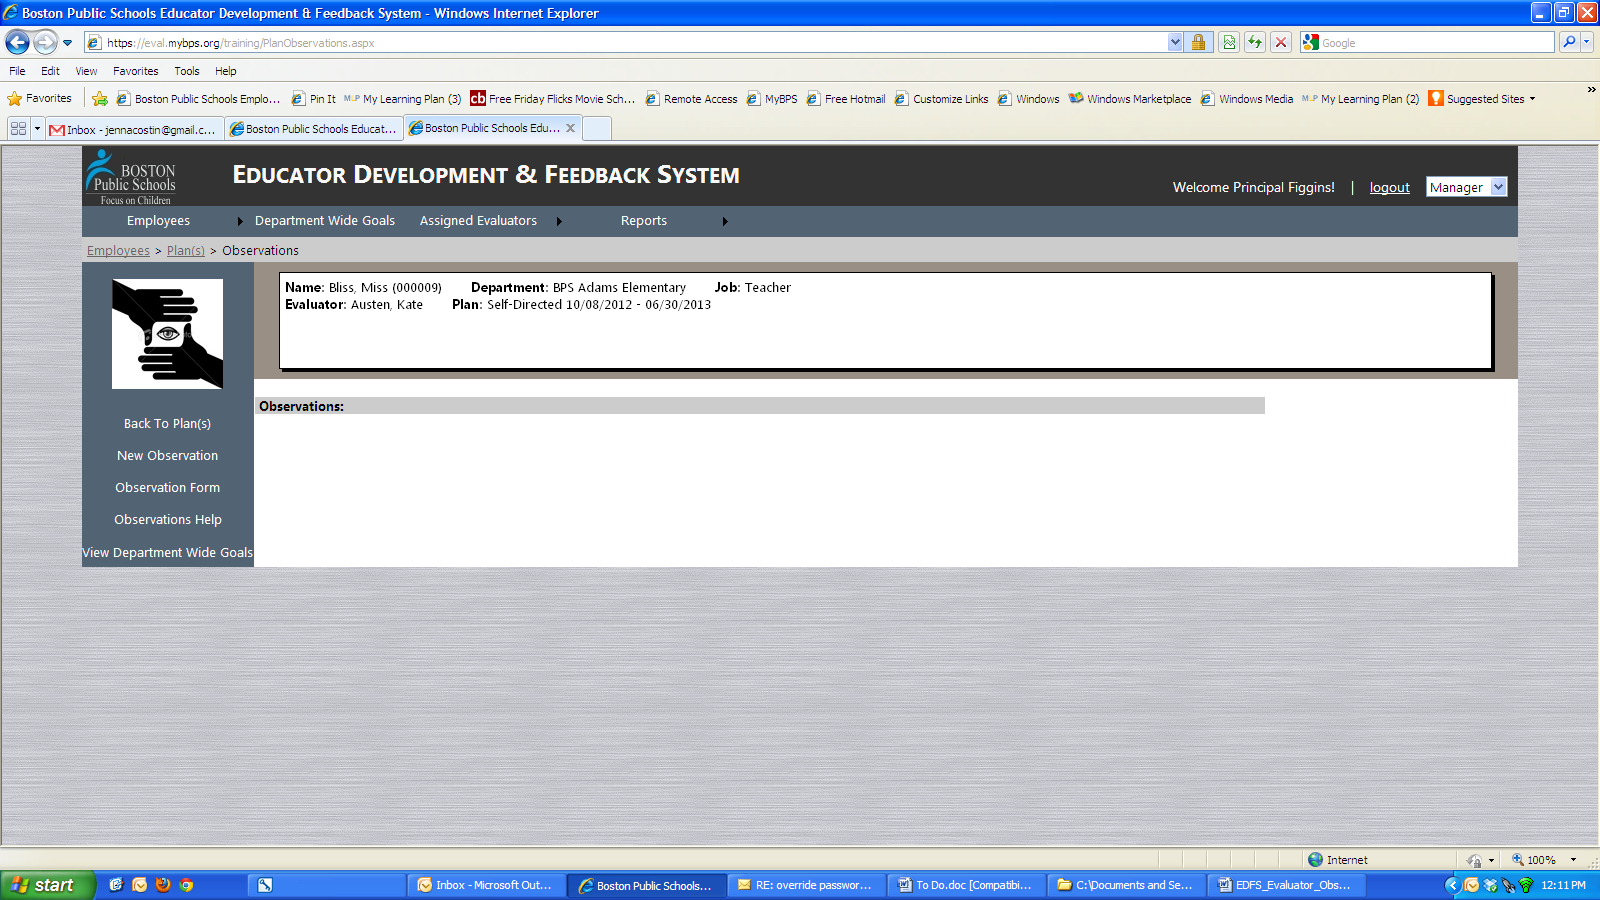 Boston Public Schools Educator Development & Feedback System - Windows Internet Explorer
https://eval.mybps.org/training/PlanObservations.aspx
Google
File Edit View Favorites Tools Help
Favorites Boston Public Schools Emplo... Pin It MLP My Learning Plan (3) cb Free Friday Flicks Movie Sch... Remote Access MyBPS Free Hotmail Customize Links Windows Windows Marketplace Windows Media MLP My Learning Plan (2) Suggested Sites
Inbox - jennacostin@gmail.c... Boston Public Schools Educat... Boston Public Schools Edu...
BOSTON
Public Schools
Focus on Children
EDUCATOR DEVELOPMENT & FEEDBACK SYSTEM
Welcome Principal Figgins! | logout Manager
Employees Department Wide Goals Assigned Evaluators Reports
Employees > Plan(s) > Observations
Name: Bliss, Miss (000009) Department: BPS Adams Elementary Job: Teacher
Evaluator: Austen, Kate Plan: Self-Directed 10/08/2012 - 06/30/2013
Observations:
Back To Plan(s)
New Observation
Observation Form
Observations Help
View Department Wide Goals
Internet 100%
start Inbox - Microsoft Out... Boston Public Schools... RE: override passwor... To Do.doc [Compatibi... C:\Documents and Se... EDFS_Evaluator_Obs... 12:11 PM